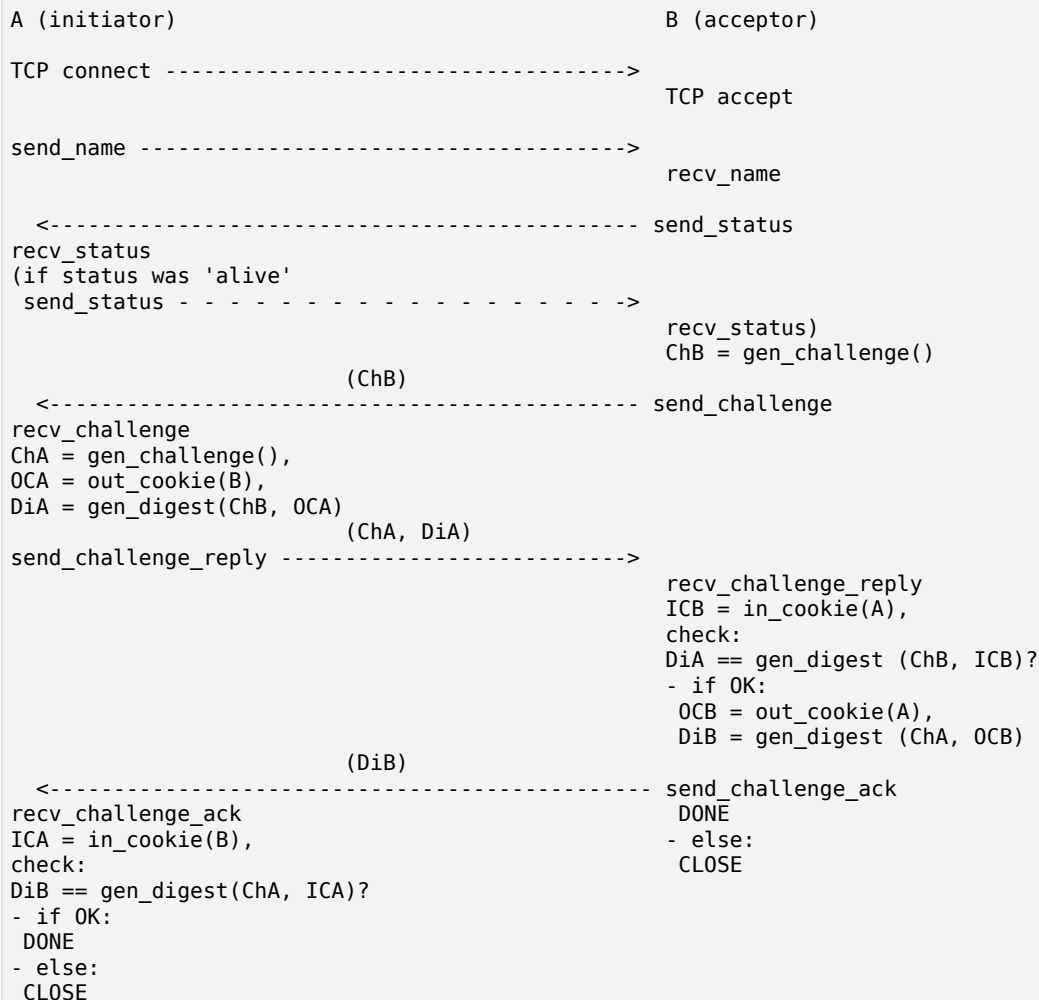 A (initiator)                                      B (acceptor)
TCP connect ------------------------------------>
                                                   TCP accept
send_name -------------------------------------->
                                                   recv_name
  <---------------------------------------------- send_status
recv_status
(if status was 'alive'
 send_status - - - - - - - - - - - - - - - - - ->
                                                   recv_status)
                                                   ChB = gen_challenge()
                          (ChB)
  <---------------------------------------------- send_challenge
recv_challenge
ChA = gen_challenge(),
OCA = out_cookie(B),
DiA = gen_digest(ChB, OCA)
                          (ChA, DiA)
send_challenge_reply --------------------------->
                                                   recv_challenge_reply
                                                   ICB = in_cookie(A),
                                                   check:
                                                   DiA == gen_digest (ChB, ICB)?
                                                   - if OK:
                                                    OCB = out_cookie(A),
                                                    DiB = gen_digest (ChA, OCB)
                          (DiB)
  <----------------------------------------------- send_challenge_ack
recv_challenge_ack                                  DONE
ICA = in_cookie(B),                                - else:
check:                                              CLOSE
DiB == gen_digest(ChA, ICA)?
- if OK:
 DONE
- else:
 CLOSE